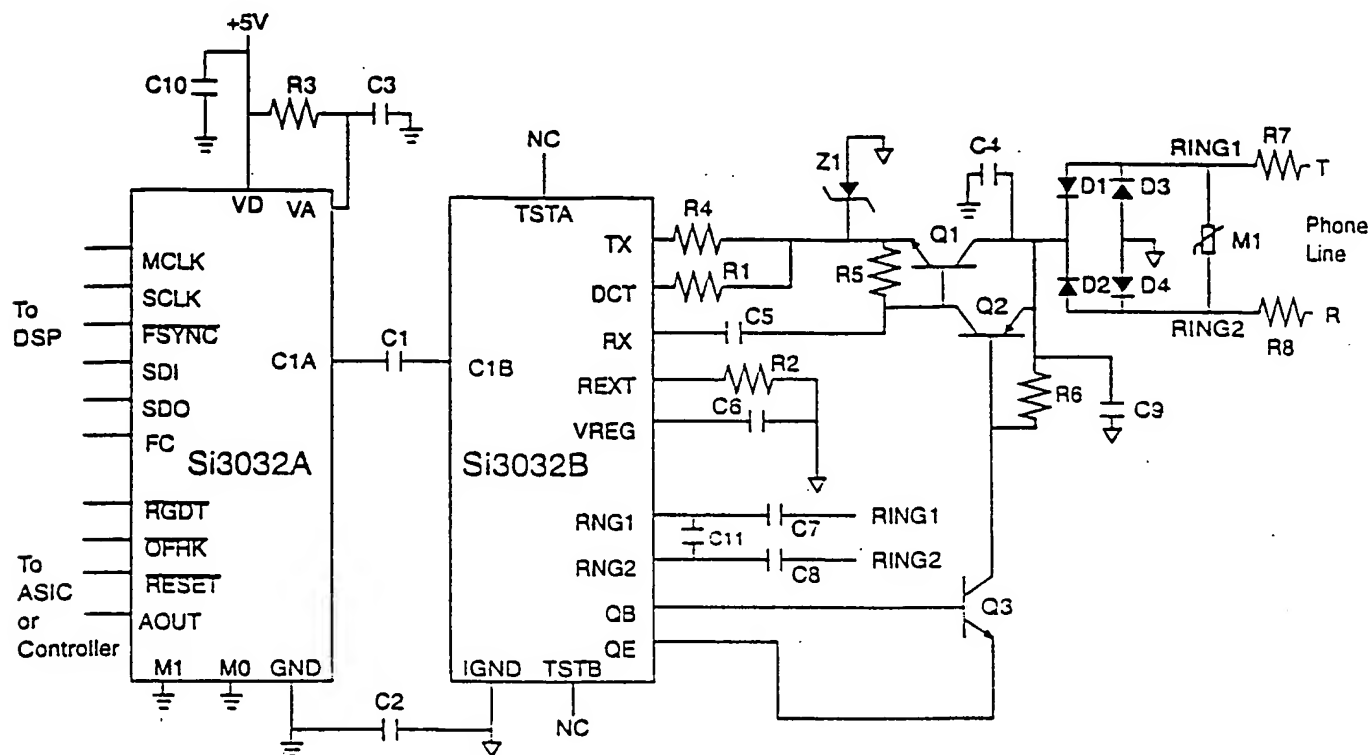 +5V
C10
R3
C3
NC
Z1
C4
RING1
R7
T
VD
VA
TSTA
D1
D3
R4
TX
Q1
M1
Phone
Line
MCLK
R1
R5
DCT
D2
D4
SCLK
Q2
To
DSP
FSYNC
C1
C5
RX
RING2
R
R8
C1A
C1B
SDI
R2
REXT
SDO
C6
R6
C9
VREG
FC
Si3032A
Si3032B
RGDT
RNG1
C7
RING1
C11
OFHK
RNG2
C8
RING2
To
ASIC
or
Controller
RESET
AOUT
QB
Q3
QE
M1
M0
GND
IGND
TSTB
C2
NC